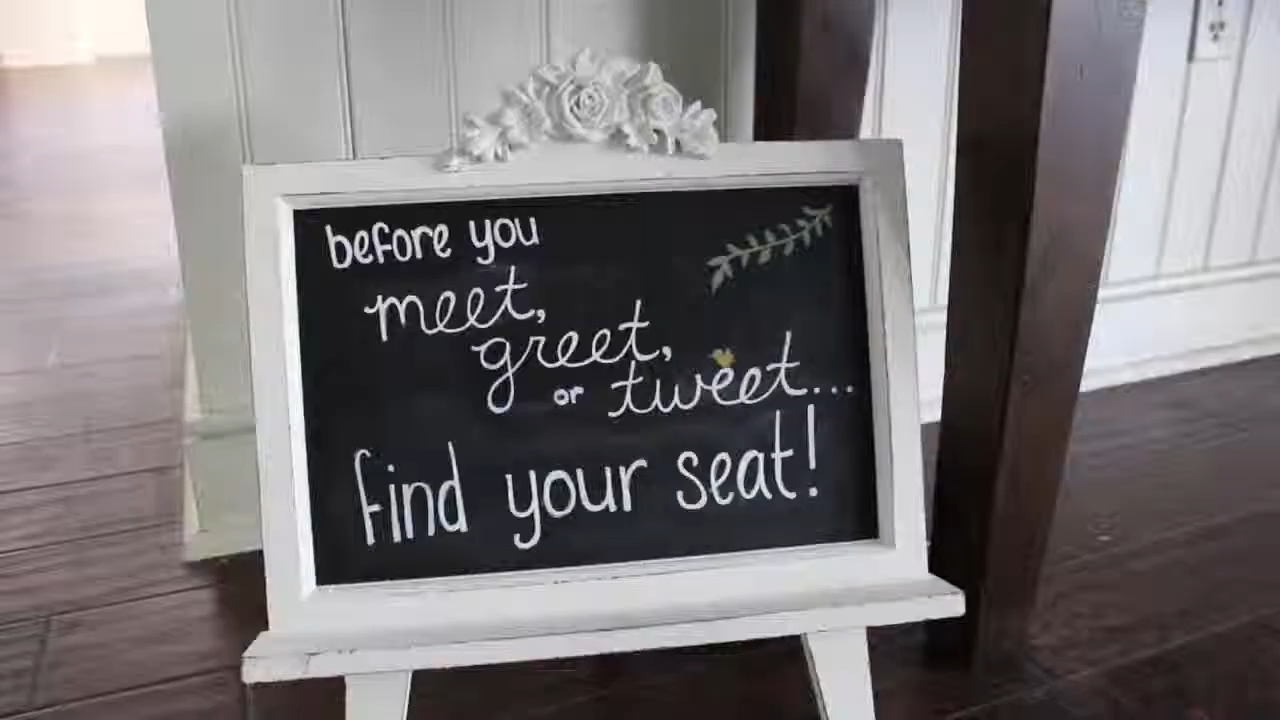 before you
meet,
greet,
or tweet...
find your seat!